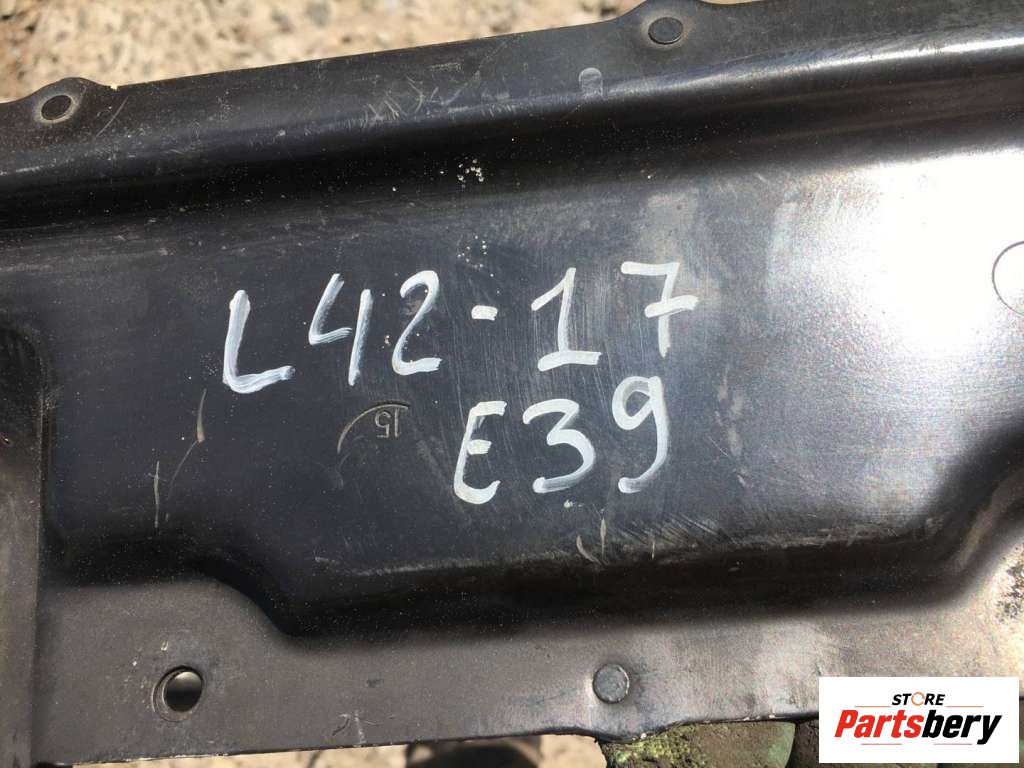 L42-17
E39
15
STORE
Partsbery